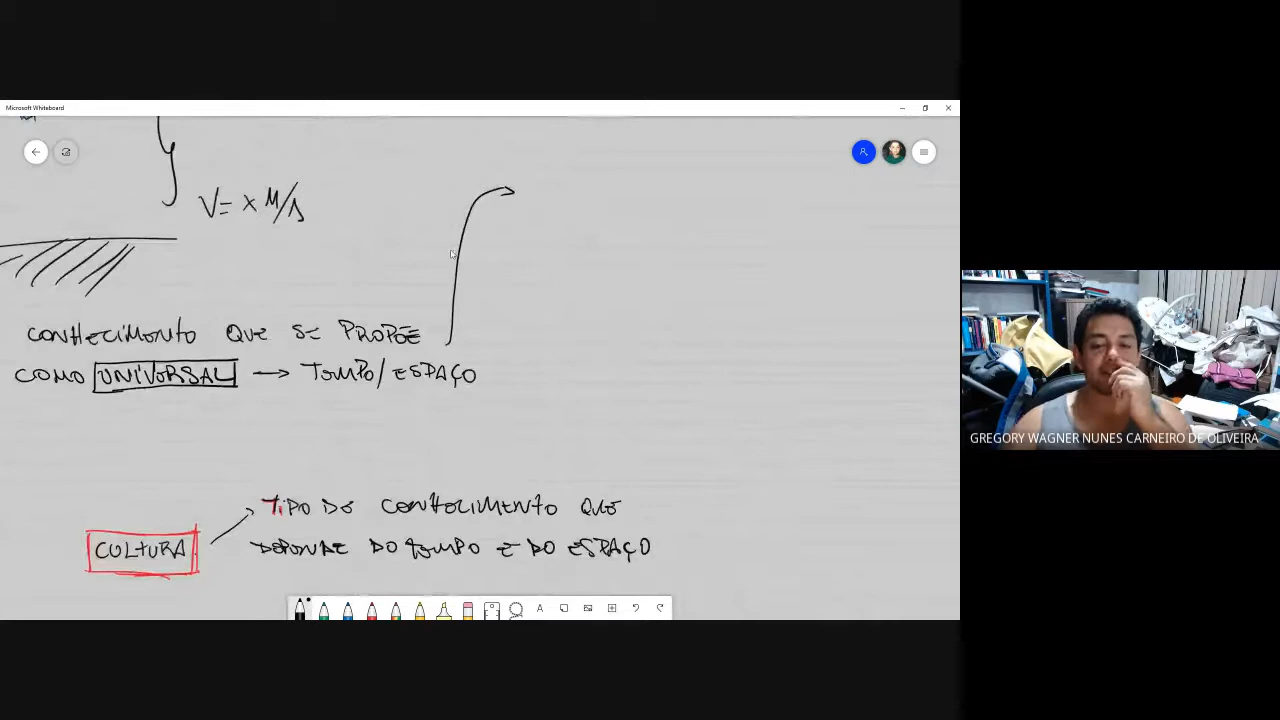 Microsoft Whiteboard
V= x M/s
CONHECIMENTO QUE SE PROPÕE
COMO UNIVERSAL → TEMPO/ESPAÇO
TIPO DE CONHECIMENTO QUE
CULTURA
DEPENDE DO TEMPO E DO ESPAÇO
GREGORY WAGNER NUNES CARNEIRO DE OLIVEIRA